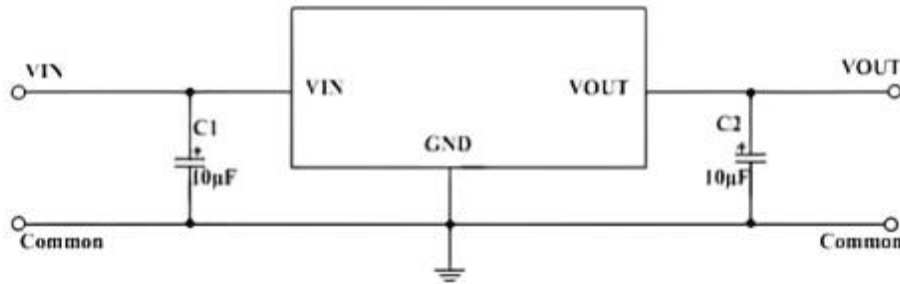 VIN
VOUT
VIN
VOUT
C1
C2
GND
10µF
10µF
Common
Common